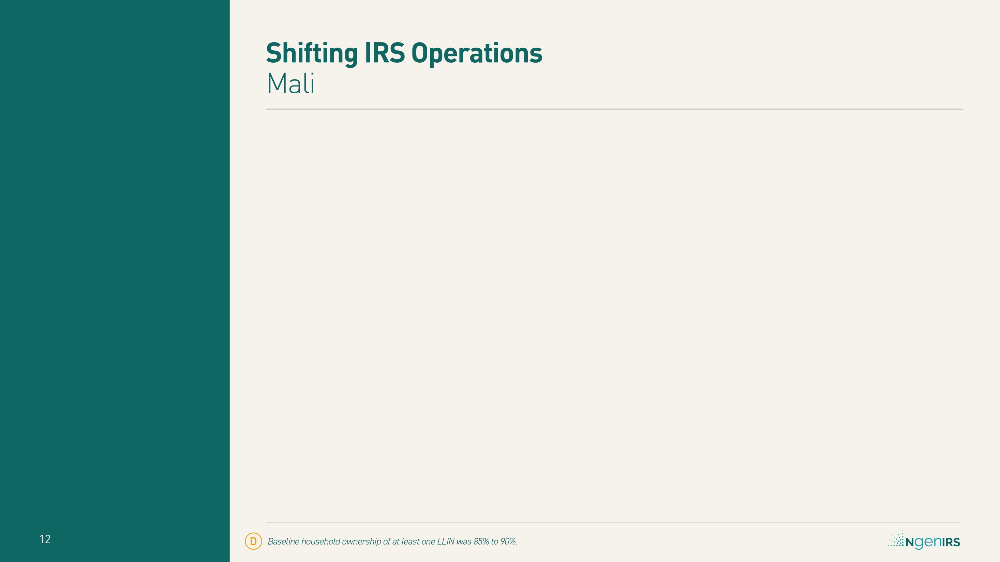 Shifting IRS Operations
Mali
12
D
Baseline household ownership of at least one LLIN was 85% to 90%.
NgenIRS